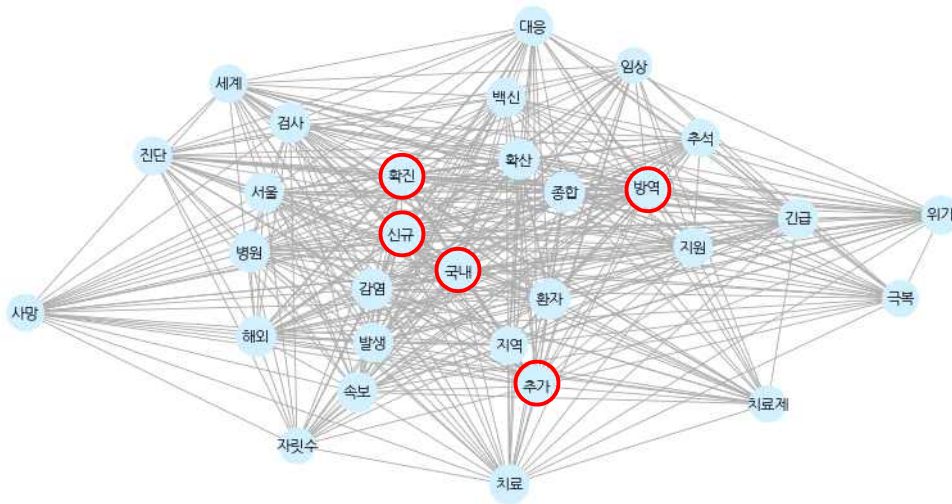 대응
임상
세계
백신
검사
추석
진단
확산
확진
종합
방역
서울
위기
긴급
신규
지원
병원
국내
감염
환자
극복
사망
해외
발생
지역
추가
속보
치료제
자릿수
치료